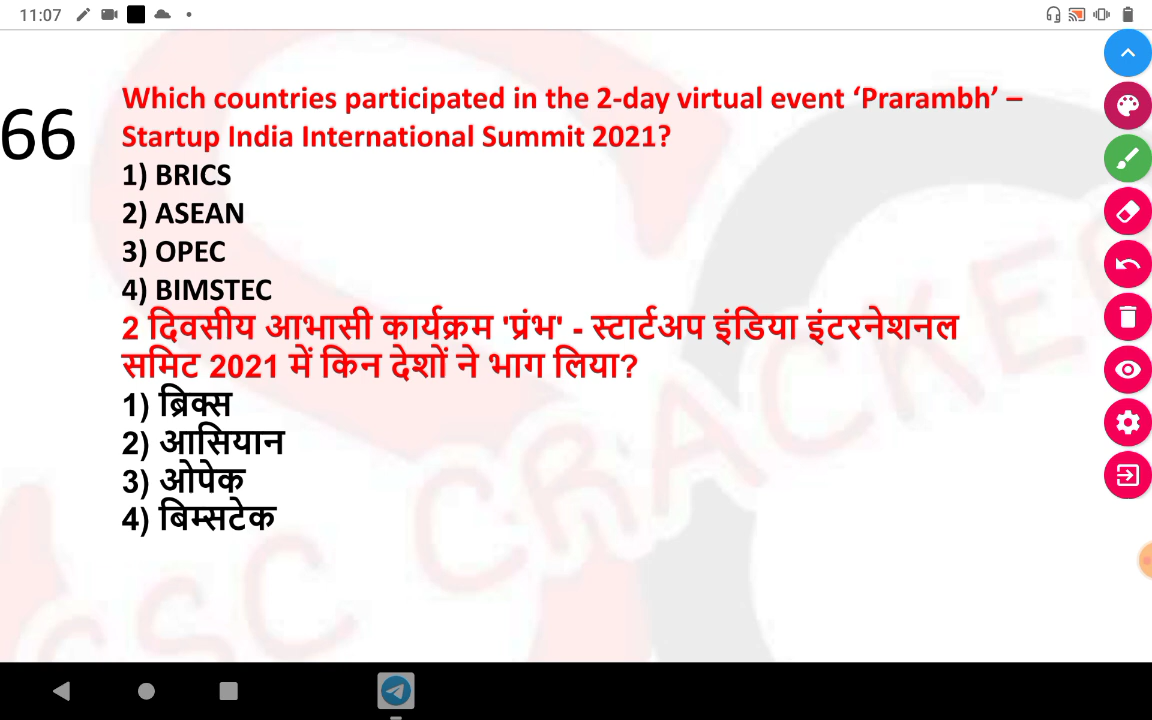 11:07
66
Which countries participated in the 2-day virtual event ‘Prarambh’ –
Startup India International Summit 2021?
1) BRICS
2) ASEAN
3) OPEC
4) BIMSTEC
2 दिवसीय आभासी कार्यक्रम 'प्रंभ' - स्टार्टअप इंडिया इंटरनेशनल
समिट 2021 में किन देशों ने भाग लिया?
1) ब्रिक्स
2) आसियान
3) ओपेक
4) बिम्सटेक
SSC CRACKER